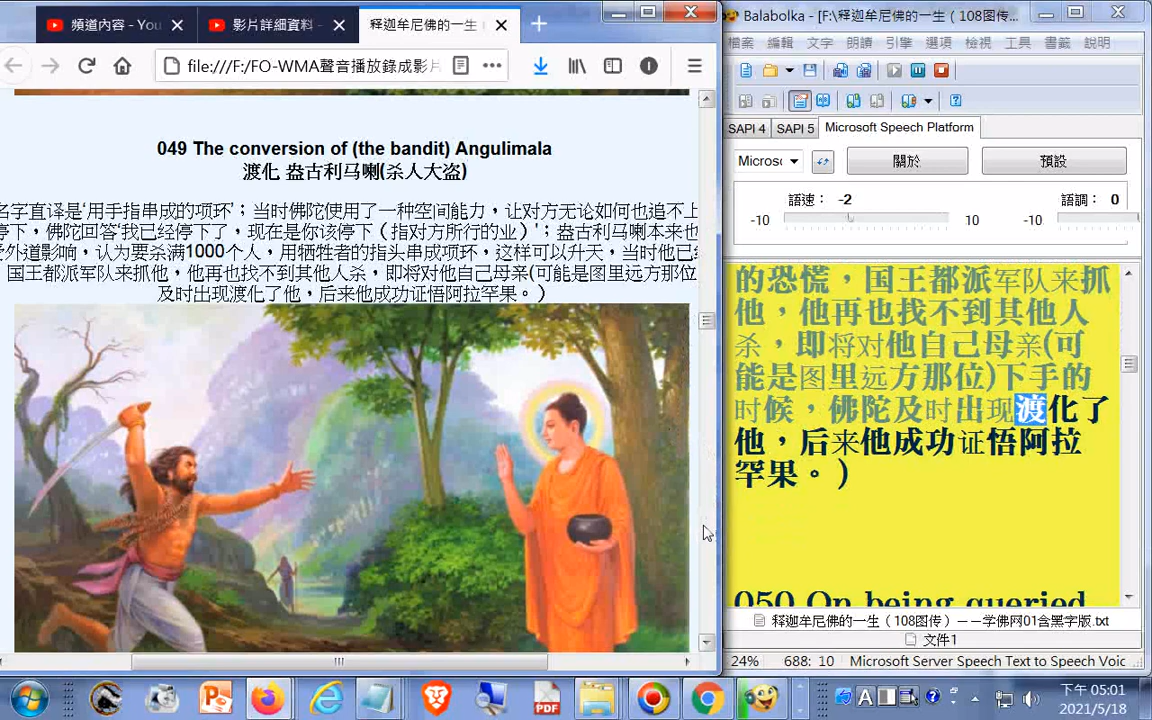 頻道內容 - You
影片詳細資料 -
释迦牟尼佛的一生
file:///F:/FO-WMA聲音播放錄成影片
049 The conversion of (the bandit) Angulimala
渡化 盎古利马喇(杀人大盗)
名字直译是‘用手指串成的项环’；当时佛陀使用了一种空间能力，让对方无论如何也追不上
停下，佛陀回答‘我已经停下了，现在是你该停下（指对方所行的业）’；盎古利马喇本来也
受外道影响，认为要杀满1000个人，用牺牲者的指头串成项环，这样可以升天，当时他已经
国王都派军队来抓他，他再也找不到其他人杀，即将对他自己母亲(可能是图里远方那位
及时出现渡化了他，后来他成功证悟阿拉罕果。)
Balabolka - [F:\释迦牟尼佛的一生（108图传...
檔案 編輯 文字 朗讀 引擎 選項 檢視 工具 書籤 說明
SAPI 4 SAPI 5 Microsoft Speech Platform
Micros 關於 預設
語速： -2 語調： 0
-10 10 -10
的恐慌，国王都派军队来抓
他，他再也找不到其他人
杀，即将对他自己母亲(可
能是图里远方那位)下手的
时候，佛陀及时出现渡化了
他，后来他成功证悟阿拉
罕果。)
050 On being queried
释迦牟尼佛的一生（108图传）——学佛网01含黑字版.txt
文件1
24% 688: 10 Microsoft Server Speech Text to Speech Voic
PDF
下午 05:01
2021/5/18